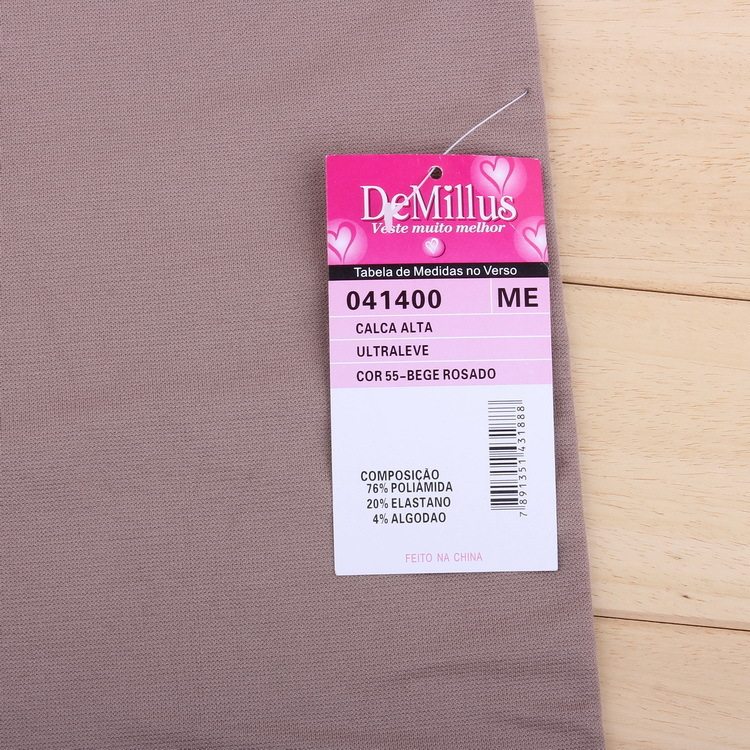 DeMillus
Veste muito melhor
Tabela de Medidas no Verso
041400 ME
CALCA ALTA
ULTRALEVE
COR 55-BEGE ROSADO
COMPOSIÇÃO
76% POLIAMIDA
20% ELASTANO
4% ALGODAO
7 891351 431888
FEITO NA CHINA